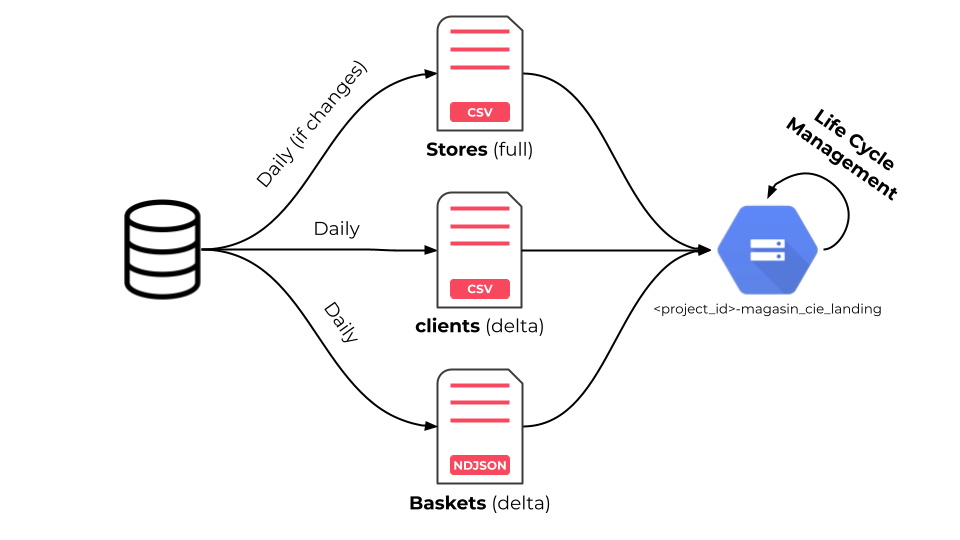 Daily (if changes)
CSV
Stores (full)
Life Cycle
Management
Daily
CSV
clients (delta)
<project_id>-magasin_cie_landing
Daily
NDJSON
Baskets (delta)